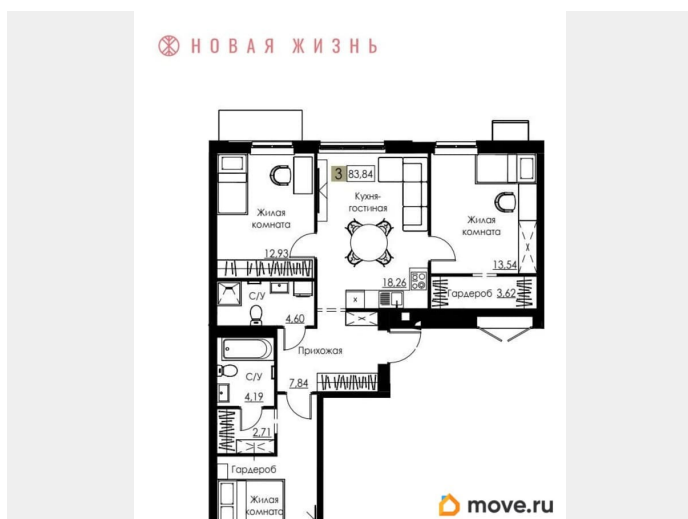 НОВАЯ ЖИЗНЬ
3 83,84
Кухня-
гостиная
18,26
Жилая
комната
12,93
Жилая
комната
13,54
Гардероб 3,62
С/У
4,60
Прихожая
7,84
С/У
4,19
2,71
Гардероб
Жилая
комната
move.ru